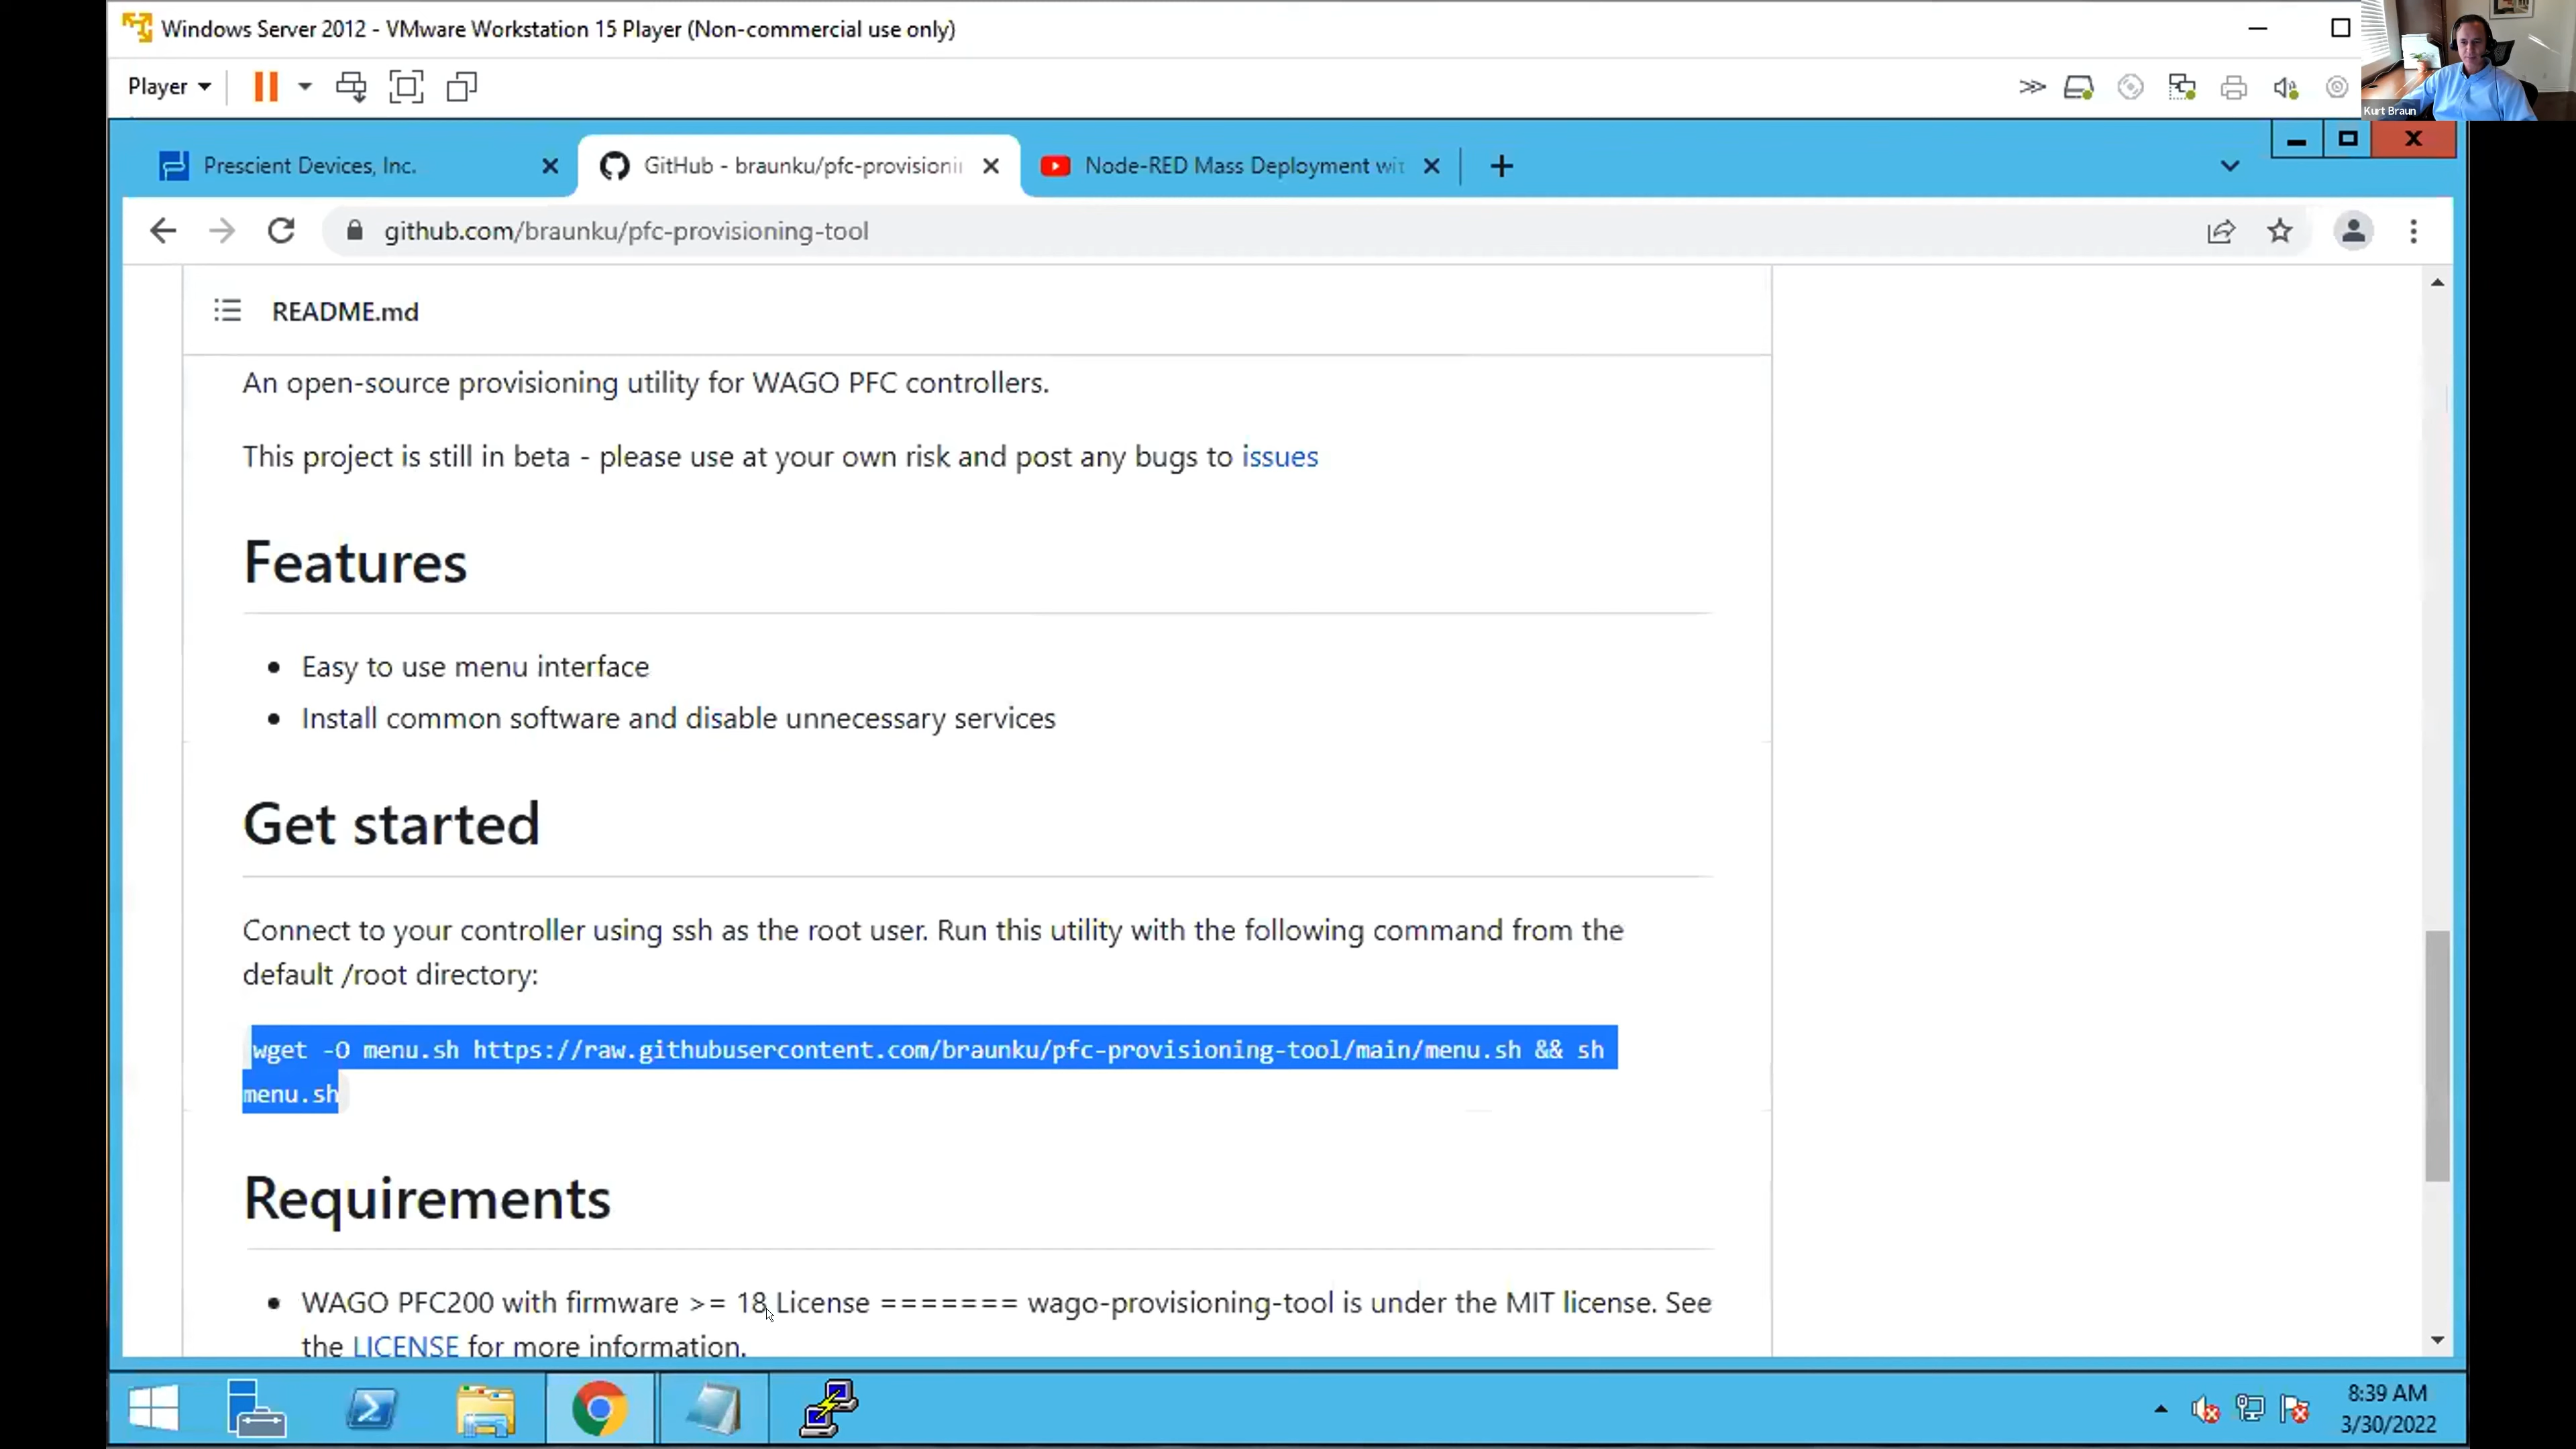 Windows Server 2012 - VMware Workstation 15 Player (Non-commercial use only)
Kurt Braun
Player
Prescient Devices, Inc.
GitHub - braunku/pfc-provisionin
Node-RED Mass Deployment wit
github.com/braunku/pfc-provisioning-tool
README.md
An open-source provisioning utility for WAGO PFC controllers.
This project is still in beta - please use at your own risk and post any bugs to issues
Features
Easy to use menu interface
Install common software and disable unnecessary services
Get started
Connect to your controller using ssh as the root user. Run this utility with the following command from the
default /root directory:
wget -O menu.sh https://raw.githubusercontent.com/braunku/pfc-provisioning-tool/main/menu.sh && sh
menu.sh
Requirements
WAGO PFC200 with firmware >= 18 License ======= wago-provisioning-tool is under the MIT license. See
the LICENSE for more information.
8:39 AM
3/30/2022